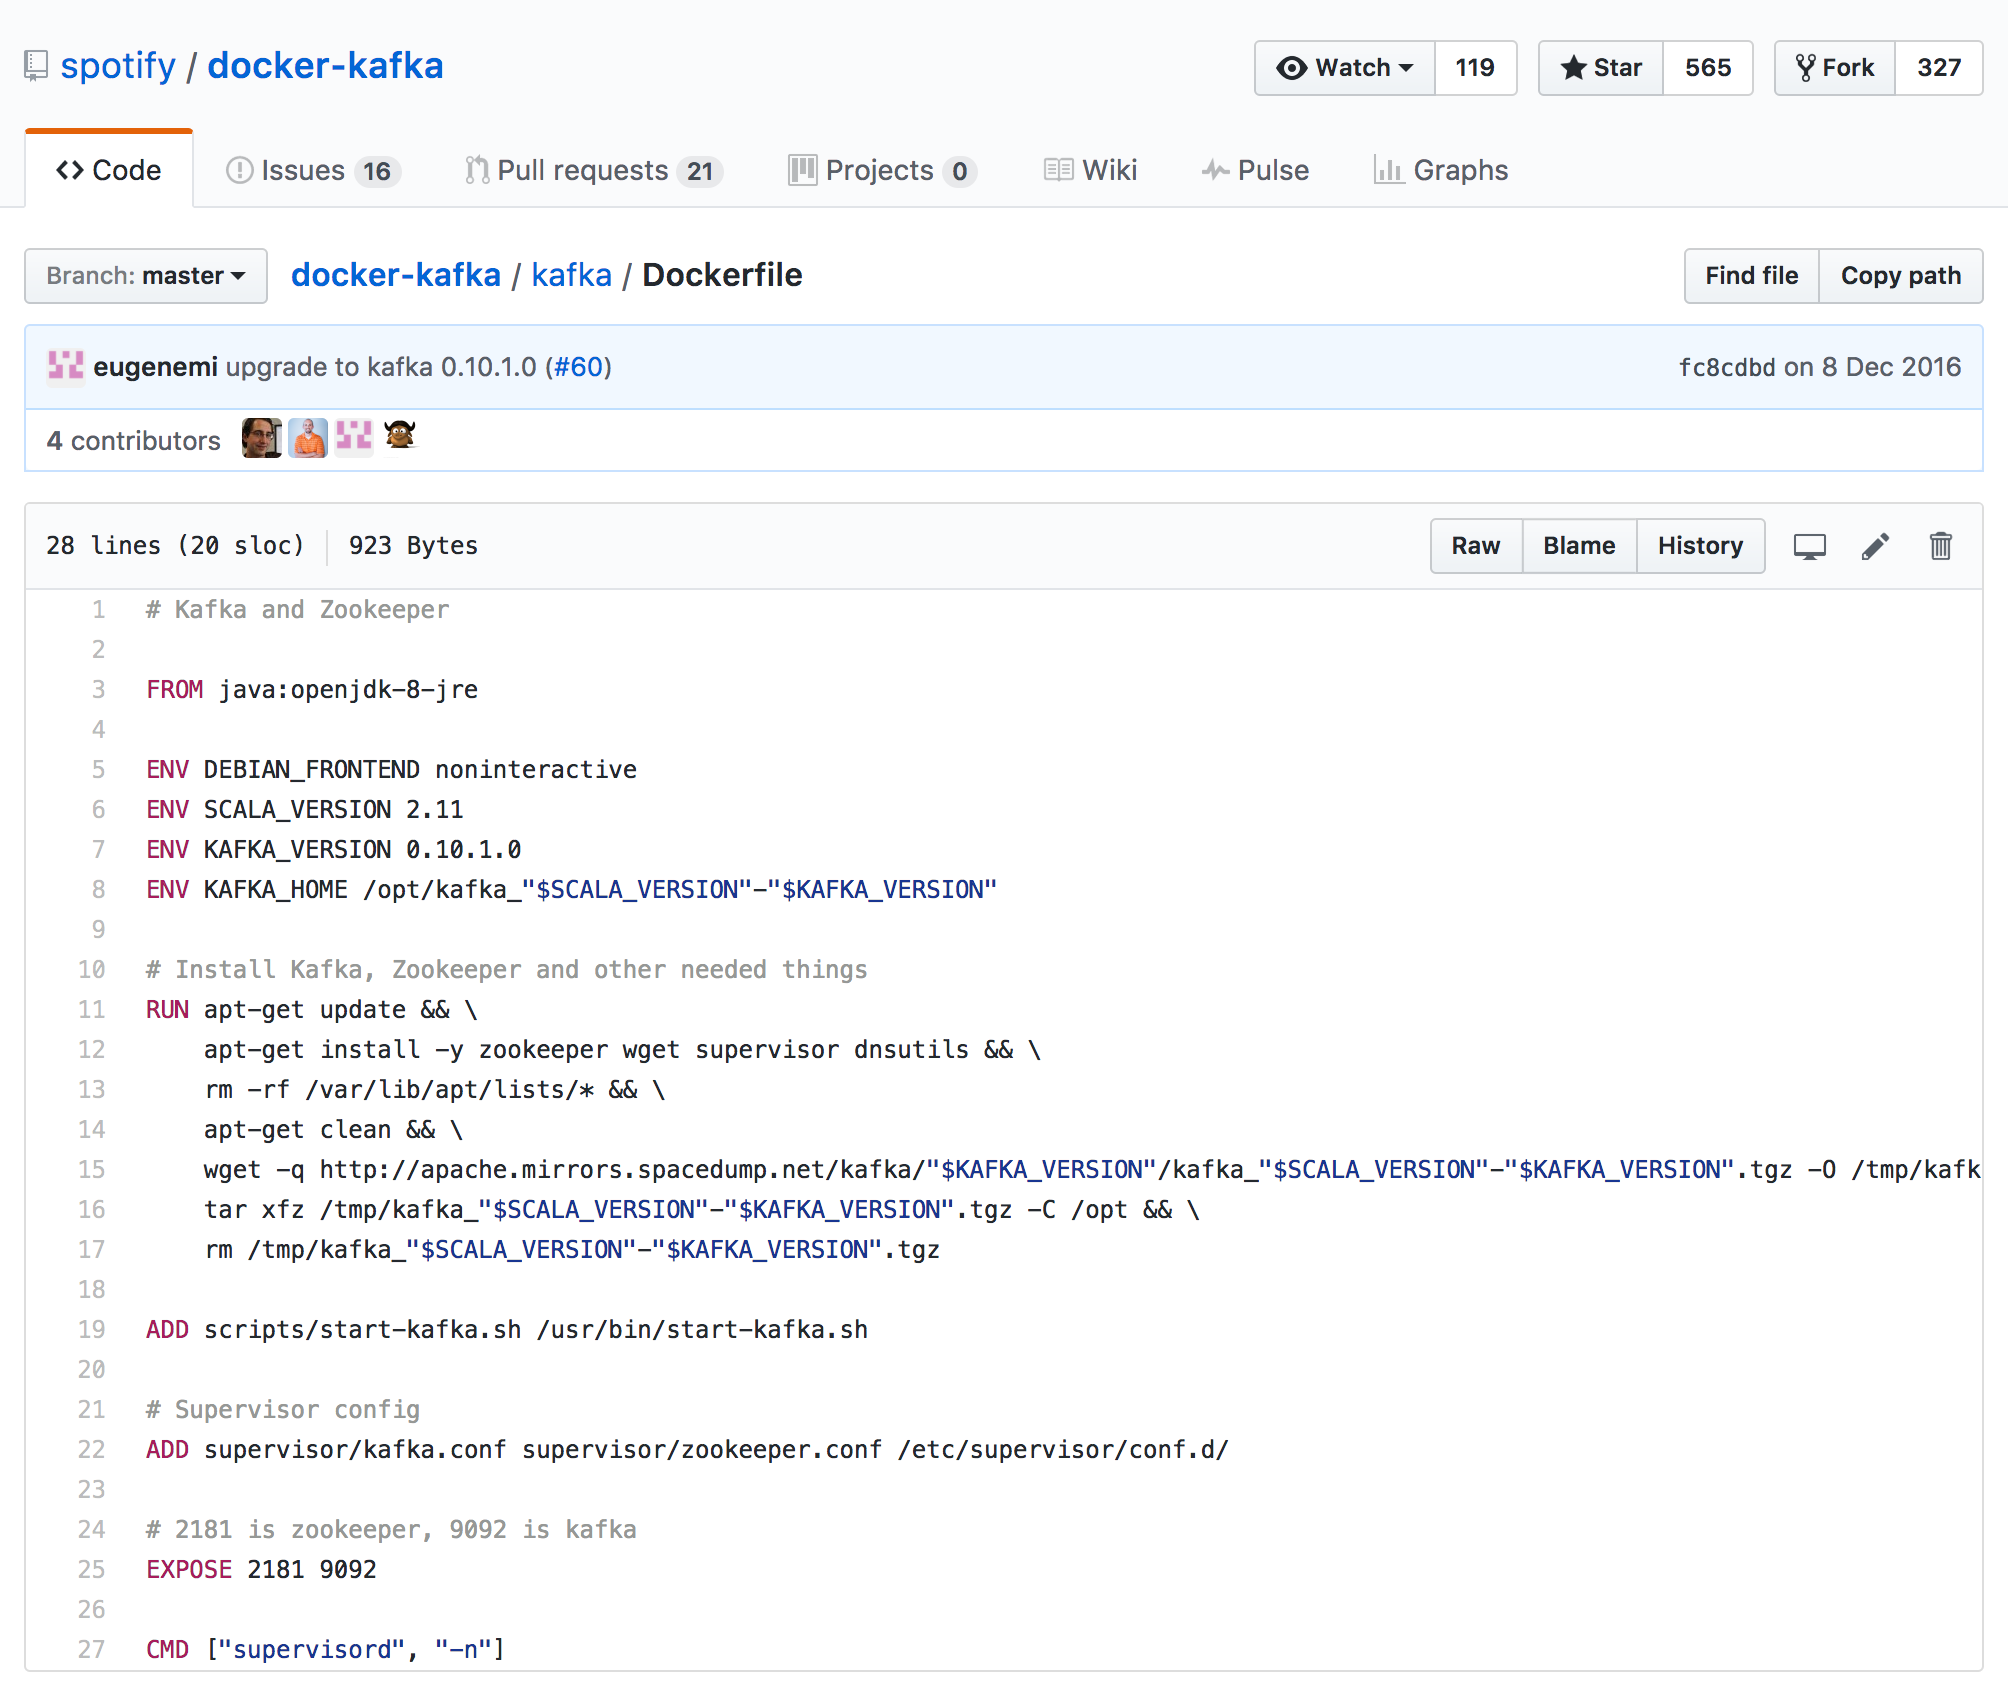 spotify / docker-kafka
Watch 119 Star 565 Fork 327
Code Issues 16 Pull requests 21 Projects 0 Wiki Pulse Graphs
Branch: master docker-kafka / kafka / Dockerfile Find file Copy path
eugenemi upgrade to kafka 0.10.1.0 (#60) fc8cdbd on 8 Dec 2016
4 contributors
28 lines (20 sloc) 923 Bytes Raw Blame History
1 # Kafka and Zookeeper
2
3 FROM java:openjdk-8-jre
4
5 ENV DEBIAN_FRONTEND noninteractive
6 ENV SCALA_VERSION 2.11
7 ENV KAFKA_VERSION 0.10.1.0
8 ENV KAFKA_HOME /opt/kafka_"$SCALA_VERSION"-"$KAFKA_VERSION"
9
10 # Install Kafka, Zookeeper and other needed things
11 RUN apt-get update && \
12 apt-get install -y zookeeper wget supervisor dnsutils && \
13 rm -rf /var/lib/apt/lists/* && \
14 apt-get clean && \
15 wget -q http://apache.mirrors.spacedump.net/kafka/"$KAFKA_VERSION"/kafka_"$SCALA_VERSION"-"$KAFKA_VERSION".tgz -O /tmp/kafk
16 tar xfz /tmp/kafka_"$SCALA_VERSION"-"$KAFKA_VERSION".tgz -C /opt && \
17 rm /tmp/kafka_"$SCALA_VERSION"-"$KAFKA_VERSION".tgz
18
19 ADD scripts/start-kafka.sh /usr/bin/start-kafka.sh
20
21 # Supervisor config
22 ADD supervisor/kafka.conf supervisor/zookeeper.conf /etc/supervisor/conf.d/
23
24 # 2181 is zookeeper, 9092 is kafka
25 EXPOSE 2181 9092
26
27 CMD ["supervisord", "-n"]